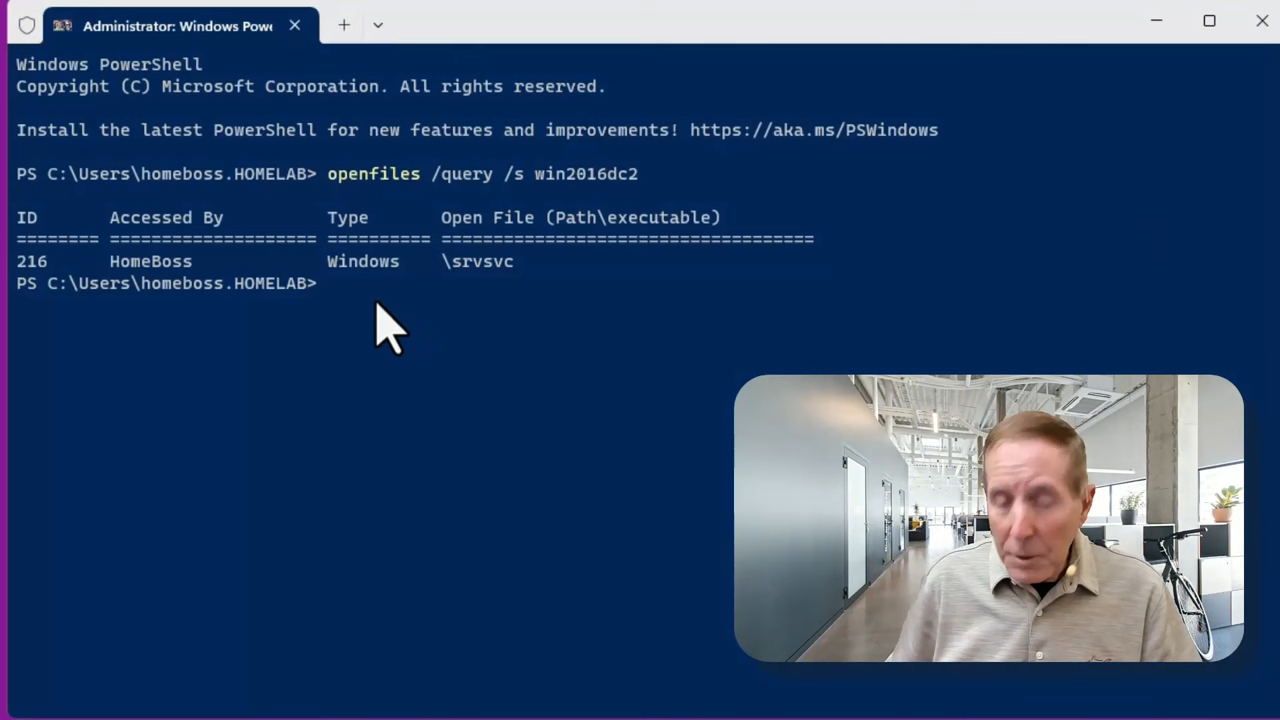 Administrator: Windows Powe
Windows PowerShell
Copyright (C) Microsoft Corporation. All rights reserved.
Install the latest PowerShell for new features and improvements! https://aka.ms/PSWindows
PS C:\Users\homeboss.HOMELAB> openfiles /query /s win2016dc2
ID Accessed By Type Open File (Path\executable)
======== ==================== ========== ====================================
216 HomeBoss Windows \srvsvc
PS C:\Users\homeboss.HOMELAB>